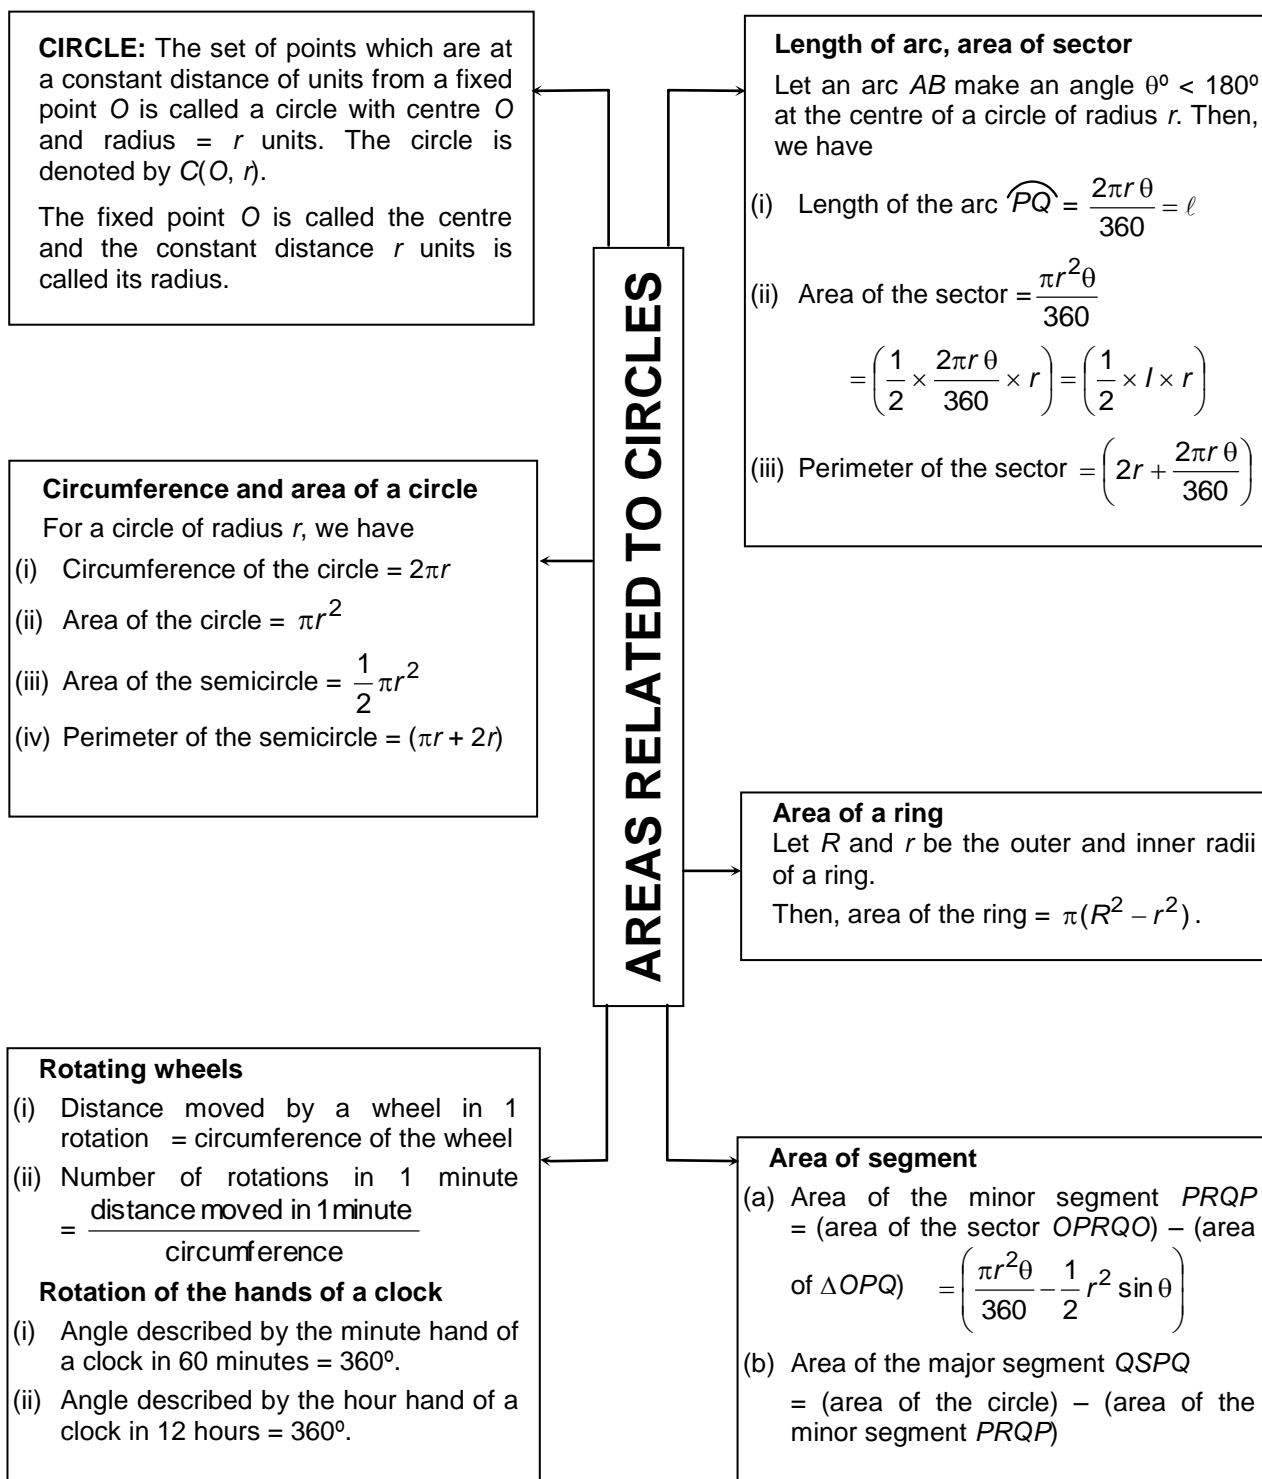 CIRCLE: The set of points which are at
a constant distance of units from a fixed
point O is called a circle with centre O
and radius = r units. The circle is
denoted by C(O, r).
The fixed point O is called the centre
and the constant distance r units is
called its radius.
Length of arc, area of sector
Let an arc AB make an angle θº < 180º
at the centre of a circle of radius r. Then,
we have
(i) Length of the arc P͡Q = 2πr θ / 360 = ℓ
(ii) Area of the sector = πr²θ / 360
= (1/2 × 2πr θ / 360 × r) = (1/2 × l × r)
(iii) Perimeter of the sector = (2r + 2πr θ / 360)
AREAS RELATED TO CIRCLES
Circumference and area of a circle
For a circle of radius r, we have
(i) Circumference of the circle = 2πr
(ii) Area of the circle = πr²
(iii) Area of the semicircle = 1/2 πr²
(iv) Perimeter of the semicircle = (πr + 2r)
Area of a ring
Let R and r be the outer and inner radii
of a ring.
Then, area of the ring = π(R² – r²).
Rotating wheels
(i) Distance moved by a wheel in 1
rotation = circumference of the wheel
(ii) Number of rotations in 1 minute
= distance moved in 1 minute / circumference
Rotation of the hands of a clock
(i) Angle described by the minute hand of
a clock in 60 minutes = 360º.
(ii) Angle described by the hour hand of a
clock in 12 hours = 360º.
Area of segment
(a) Area of the minor segment PRQP
= (area of the sector OPRQO) – (area
of ΔOPQ) = (πr²θ / 360 – 1/2 r² sin θ)
(b) Area of the major segment QSPQ
= (area of the circle) – (area of the
minor segment PRQP)